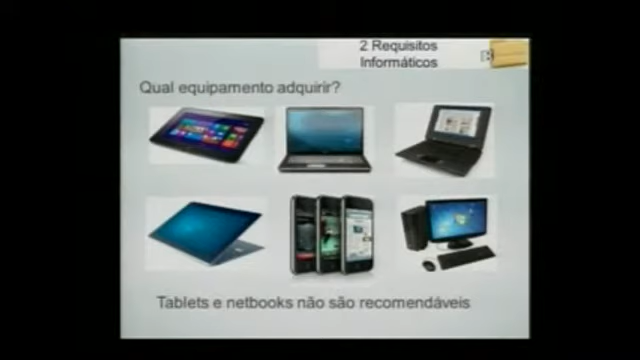 2 Requisitos
Informáticos
Qual equipamento adquirir?
Tablets e netbooks não são recomendáveis